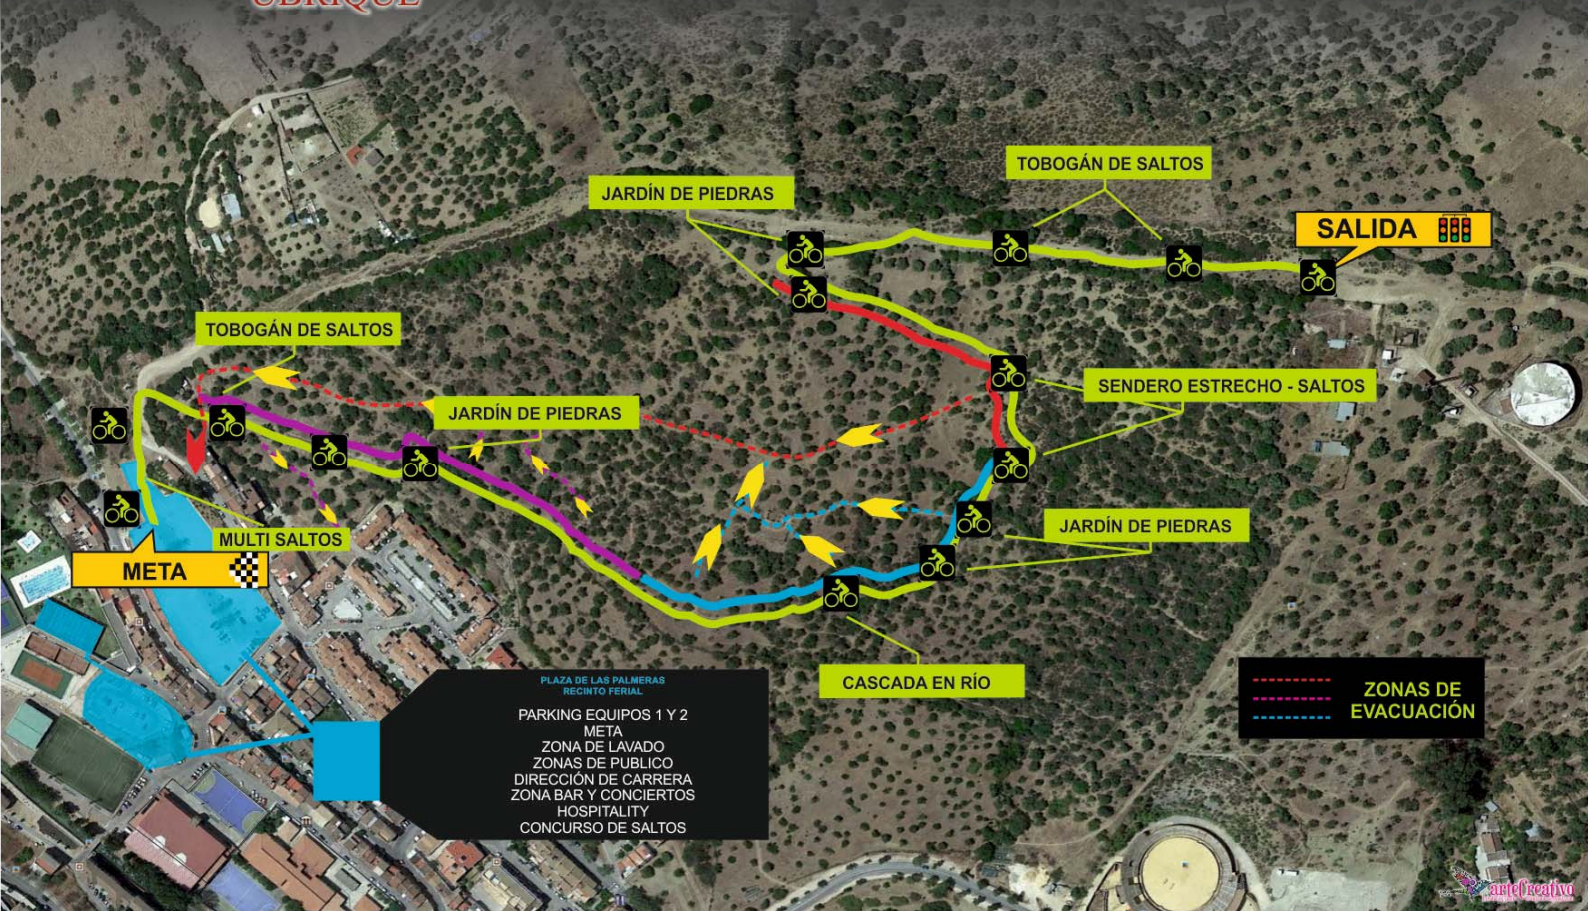 UBRIQUE
TOBOGÁN DE SALTOS
JARDÍN DE PIEDRAS
SALIDA
TOBOGÁN DE SALTOS
SENDERO ESTRECHO - SALTOS
JARDÍN DE PIEDRAS
JARDÍN DE PIEDRAS
MULTI SALTOS
META
CASCADA EN RÍO
PLAZA DE LAS PALMERAS
RECINTO FERIAL
PARKING EQUIPOS 1 Y 2
META
ZONA DE LAVADO
ZONAS DE PUBLICO
DIRECCIÓN DE CARRERA
ZONA BAR Y CONCIERTOS
HOSPITALITY
CONCURSO DE SALTOS
ZONAS DE
EVACUACIÓN
arteCreativo